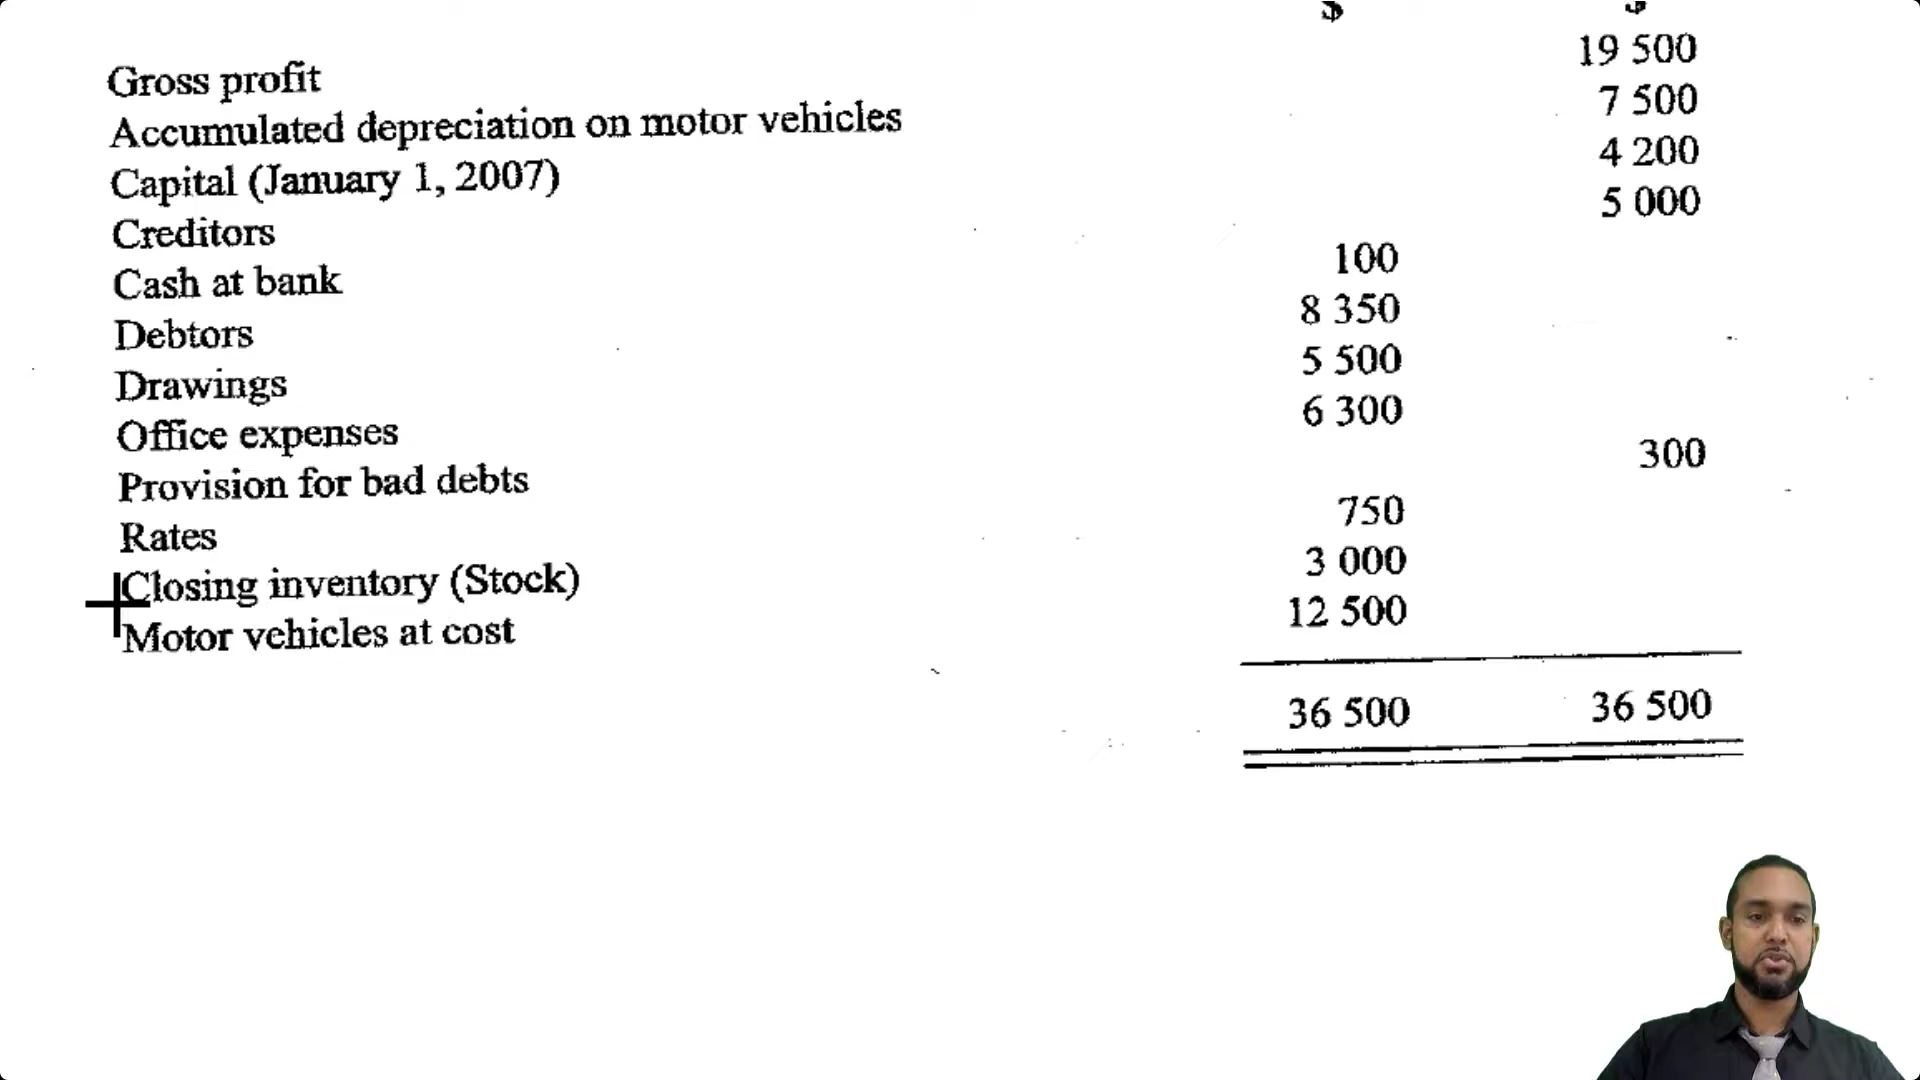 $ $
Gross profit 19 500
Accumulated depreciation on motor vehicles 7 500
Capital (January 1, 2007) 4 200
Creditors 5 000
Cash at bank 100
Debtors 8 350
Drawings 5 500
Office expenses 6 300
Provision for bad debts 300
Rates 750
Closing inventory (Stock) 3 000
Motor vehicles at cost 12 500
36 500 36 500